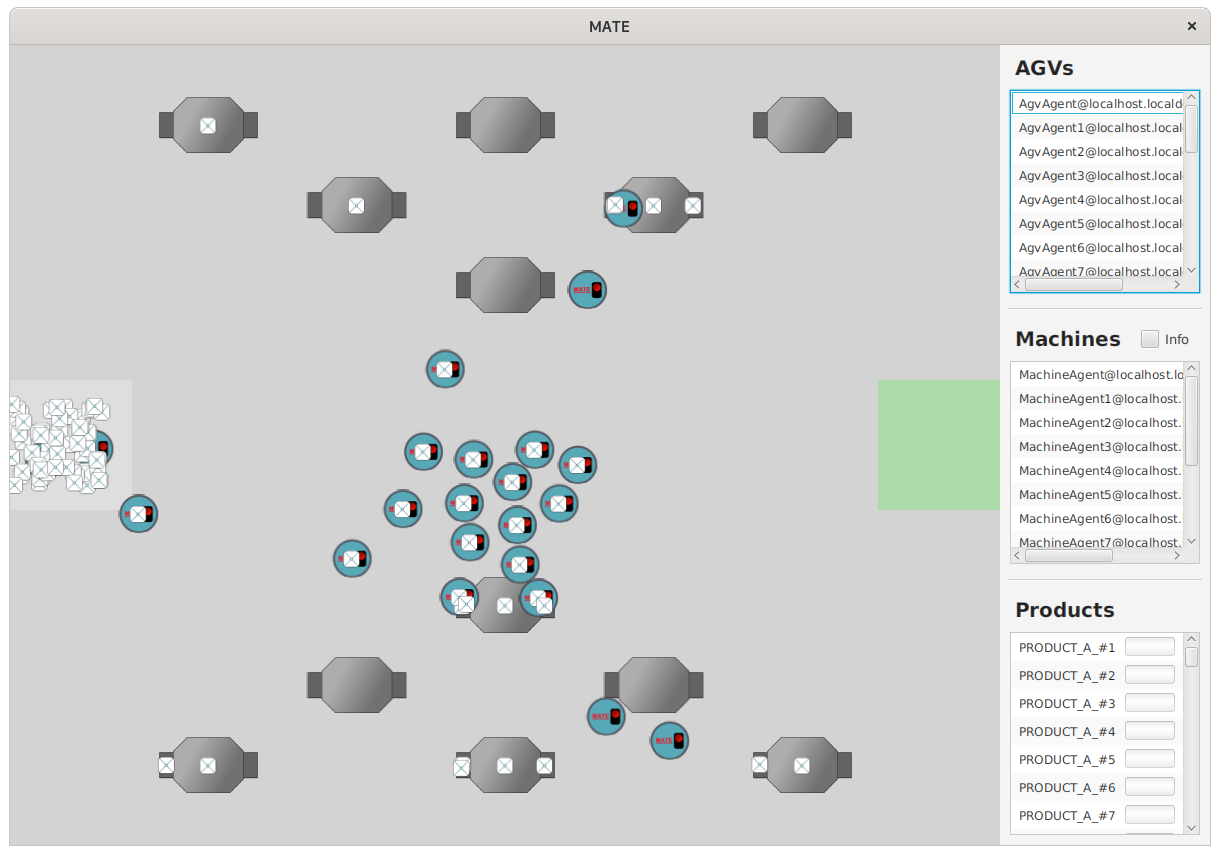 MATE
AGVs
AgvAgent@localhost.locald
AgvAgent1@localhost.local
AgvAgent2@localhost.local
AgvAgent3@localhost.local
AgvAgent4@localhost.local
AgvAgent5@localhost.local
AgvAgent6@localhost.local
AgvAgent7@localhost.local
Machines
Info
MachineAgent@localhost.lo
MachineAgent1@localhost.
MachineAgent2@localhost.
MachineAgent3@localhost.
MachineAgent4@localhost.
MachineAgent5@localhost.
MachineAgent6@localhost.
MachineAgent7@localhost.
Products
PRODUCT_A_#1
PRODUCT_A_#2
PRODUCT_A_#3
PRODUCT_A_#4
PRODUCT_A_#5
PRODUCT_A_#6
PRODUCT_A_#7
MATE
MATE
MATE